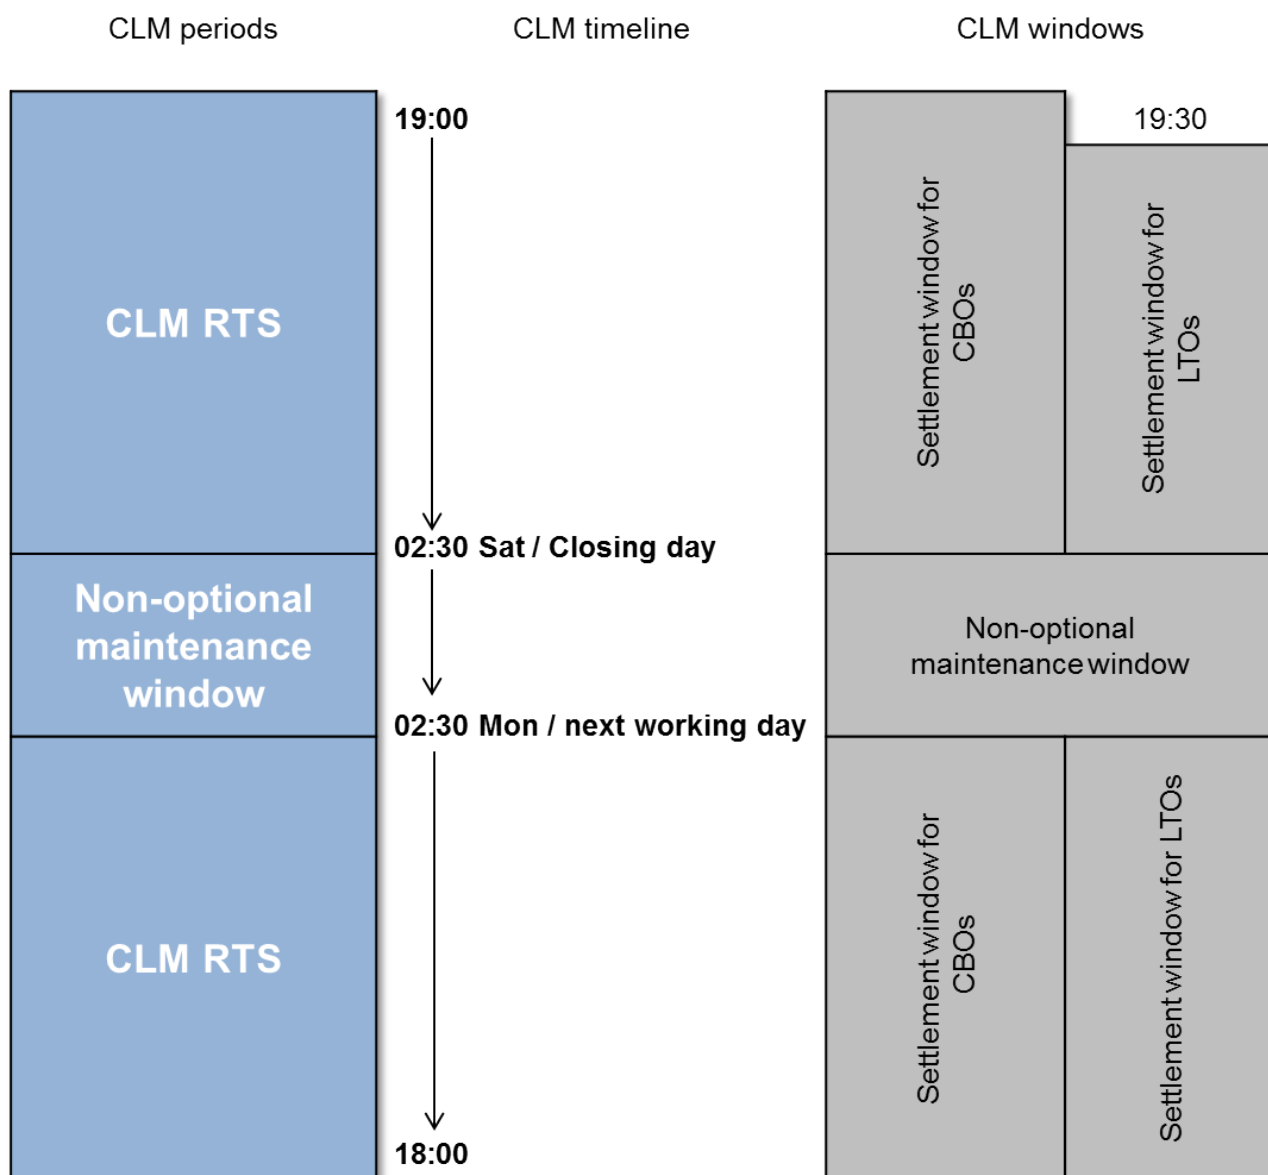 CLM periods
CLM timeline
CLM windows
19:00
19:30
CLM RTS
Settlement window for
CBOs
Settlement window for
LTOs
02:30 Sat / Closing day
Non-optional
maintenance
window
Non-optional
maintenance window
02:30 Mon / next working day
CLM RTS
Settlement window for
CBOs
Settlement window for LTOs
18:00